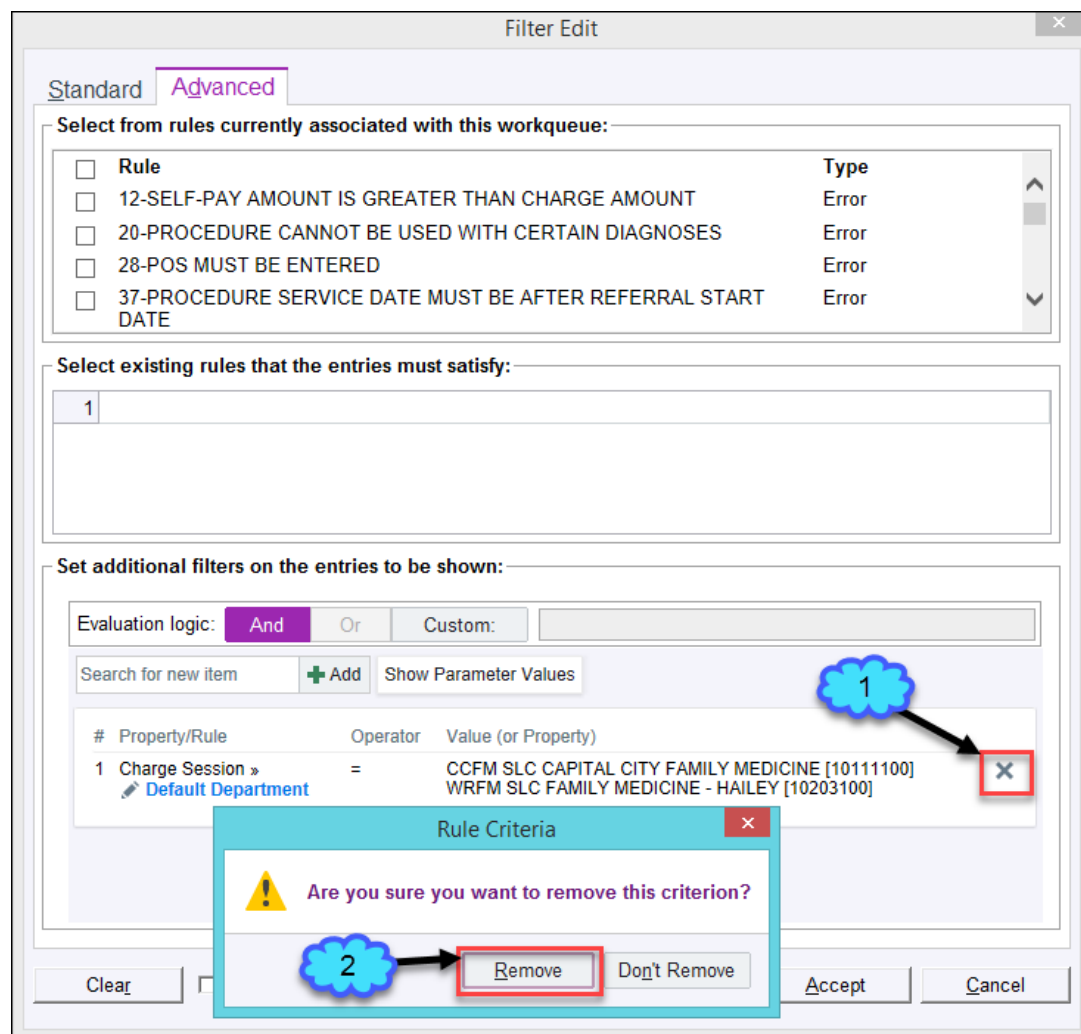 Filter Edit
Standard
Advanced
Select from rules currently associated with this workqueue:
Rule Type
12-SELF-PAY AMOUNT IS GREATER THAN CHARGE AMOUNT Error
20-PROCEDURE CANNOT BE USED WITH CERTAIN DIAGNOSES Error
28-POS MUST BE ENTERED Error
37-PROCEDURE SERVICE DATE MUST BE AFTER REFERRAL START Error
DATE
Select existing rules that the entries must satisfy:
1
Set additional filters on the entries to be shown:
Evaluation logic: And Or Custom:
Search for new item Add Show Parameter Values
1
# Property/Rule Operator Value (or Property)
1 Charge Session » = CCFM SLC CAPITAL CITY FAMILY MEDICINE [10111100]
Default Department WRFM SLC FAMILY MEDICINE - HAILEY [10203100]
Rule Criteria
Are you sure you want to remove this criterion?
2
Remove Don't Remove
Clear Accept Cancel